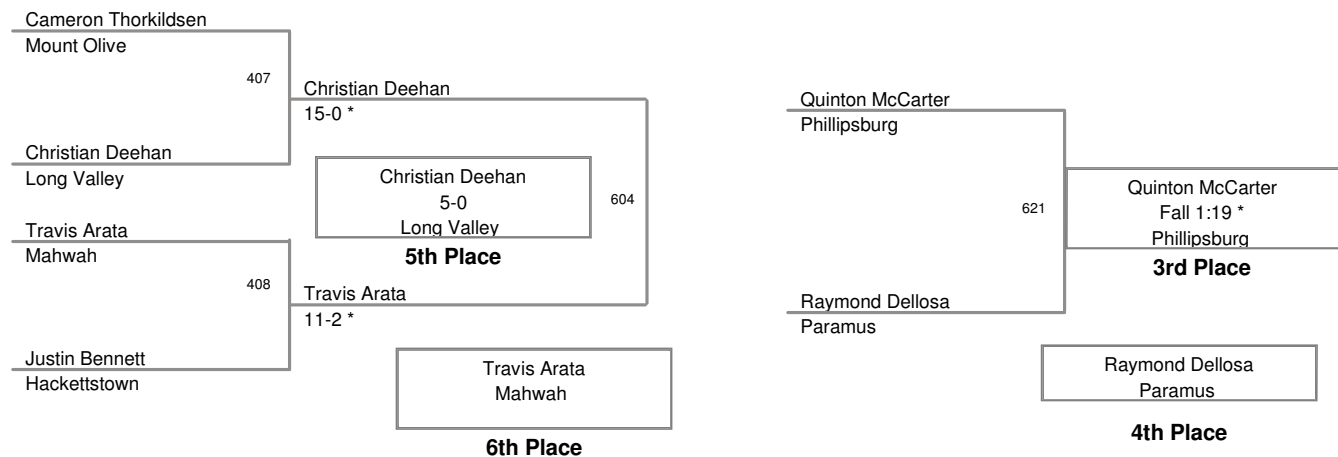 Cameron Thorkildsen
Mount Olive
407
Christian Deehan
15-0 *
Christian Deehan
Long Valley
Christian Deehan
5-0
Long Valley
5th Place
604
Travis Arata
Mahwah
408
Travis Arata
11-2 *
Justin Bennett
Hackettstown
Travis Arata
Mahwah
6th Place
Quinton McCarter
Phillipsburg
621
Quinton McCarter
Fall 1:19 *
Phillipsburg
3rd Place
Raymond Dellosa
Paramus
Raymond Dellosa
Paramus
4th Place